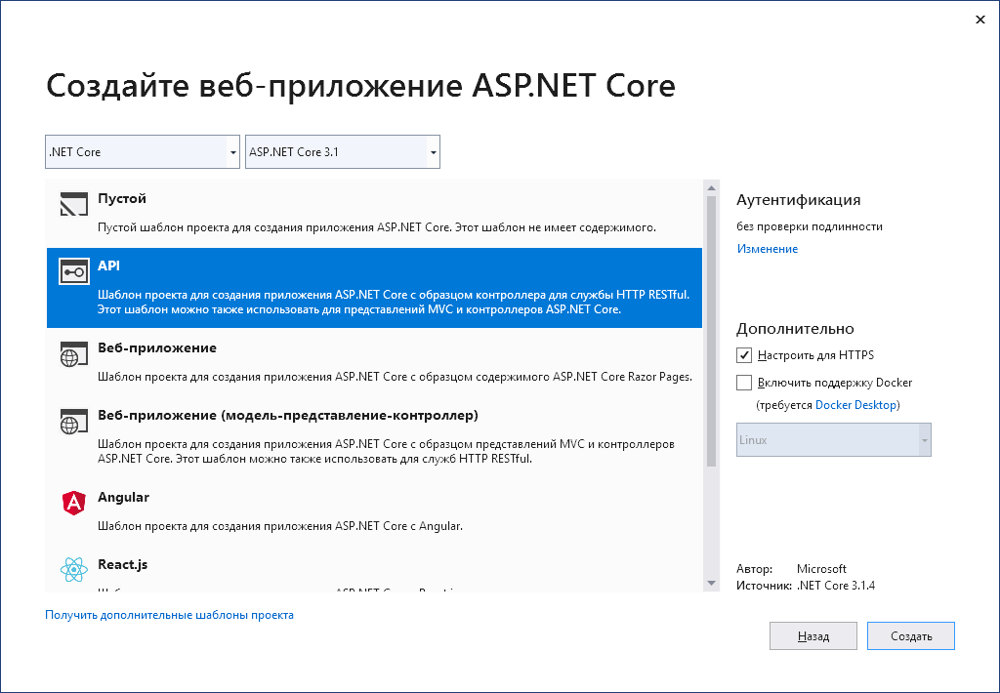 Создайте веб-приложение ASP.NET Core
.NET Core
ASP.NET Core 3.1
Пустой
Пустой шаблон проекта для создания приложения ASP.NET Core. Этот шаблон не имеет содержимого.
API
Шаблон проекта для создания приложения ASP.NET Core с образцом контроллера для службы HTTP RESTful.
Этот шаблон можно также использовать для представлений MVC и контроллеров ASP.NET Core.
Веб-приложение
Шаблон проекта для создания приложения ASP.NET Core с образцом содержимого ASP.NET Core Razor Pages.
Веб-приложение (модель-представление-контроллер)
Шаблон проекта для создания приложения ASP.NET Core с образцом представлений MVC и контроллеров
ASP.NET Core. Этот шаблон можно также использовать для служб HTTP RESTful.
Angular
Шаблон проекта для создания приложения ASP.NET Core с Angular.
React.js
Получить дополнительные шаблоны проекта
Аутентификация
без проверки подлинности
Изменение
Дополнительно
Настроить для HTTPS
Включить поддержку Docker
(требуется Docker Desktop)
Linux
Автор: Microsoft
Источник: .NET Core 3.1.4
Назад
Создать